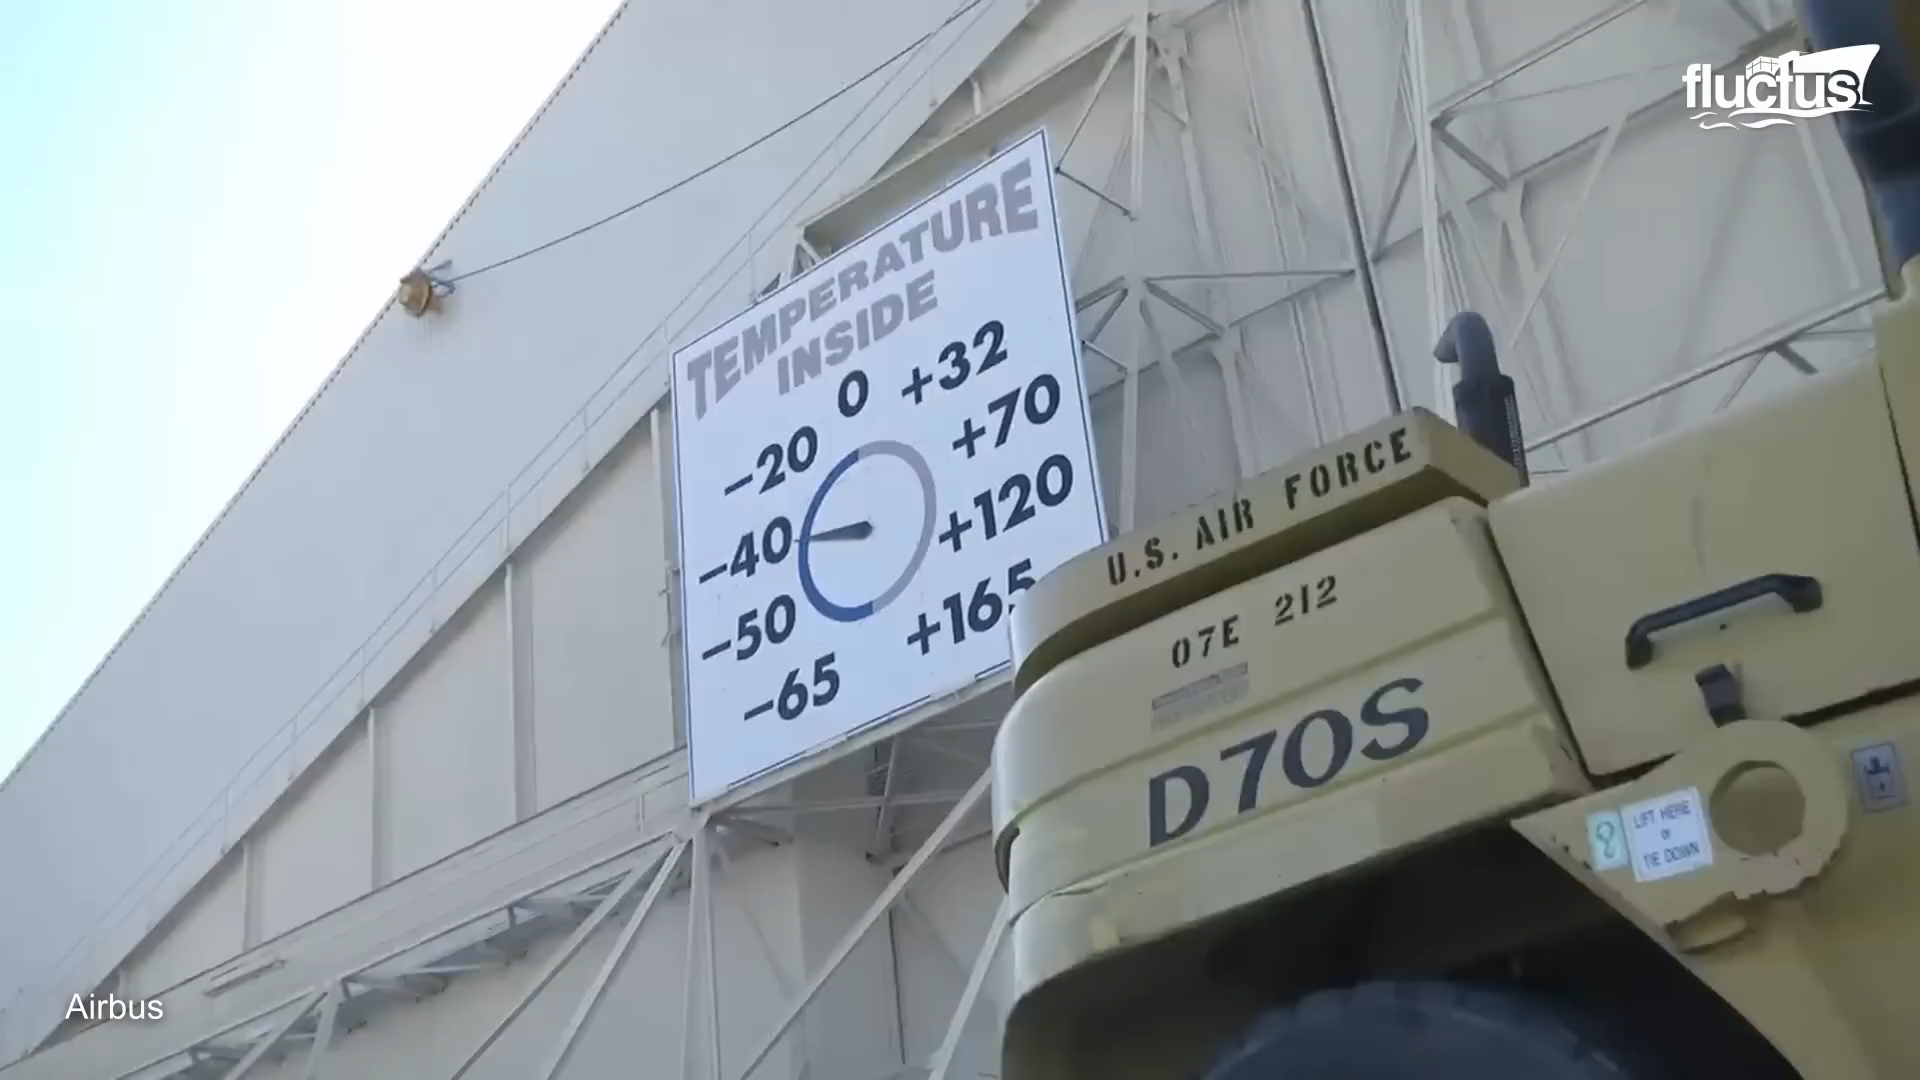 fluctus
TEMPERATURE
INSIDE
0 +32
-20 +70
-40 +120
-50 +165
-65
U.S. AIR FORCE
07E 212
D70S
8
LIFT HERE
or
TIE DOWN
Airbus